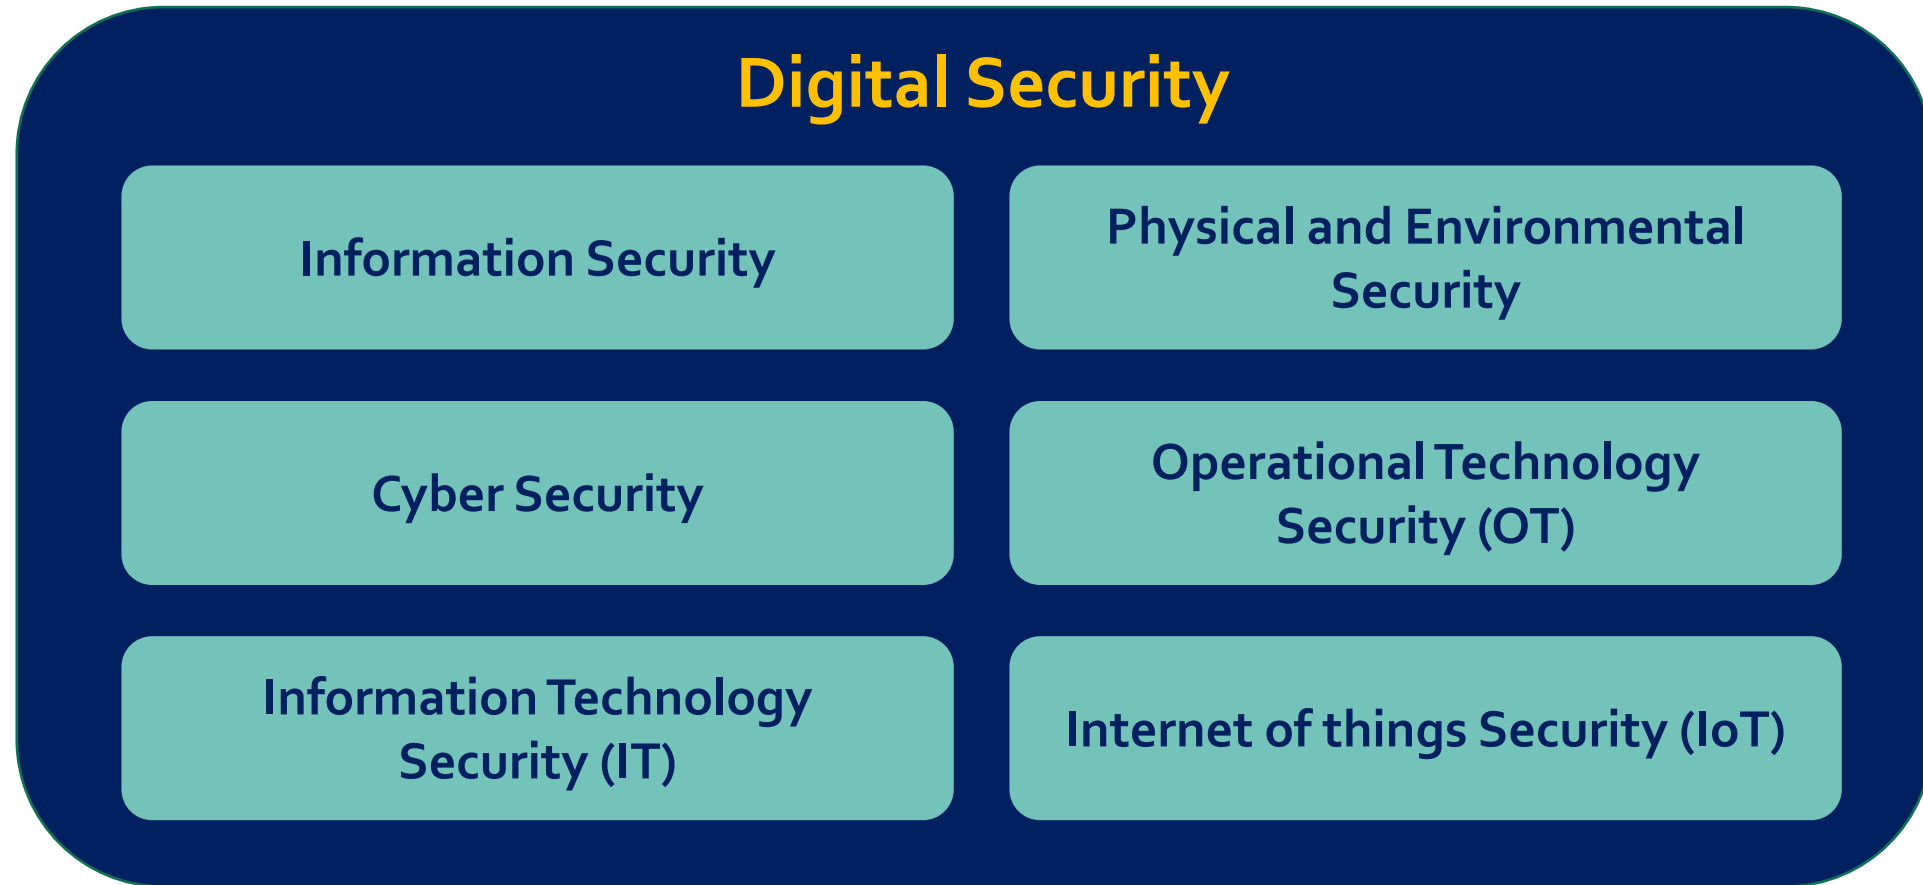 Digital Security
Information Security
Physical and Environmental
Security
Cyber Security
Operational Technology
Security (OT)
Information Technology
Security (IT)
Internet of things Security (IoT)